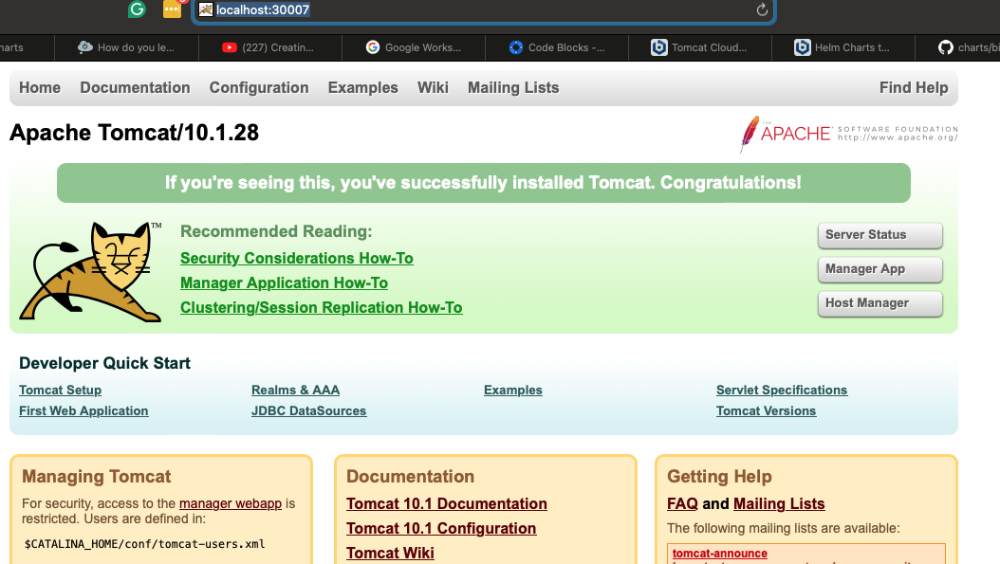 localhost:30007
arts
How do you le...
(227) Creatin...
Google Works...
Code Blocks -...
Tomcat Cloud...
Helm Charts t...
charts/bi
Home Documentation Configuration Examples Wiki Mailing Lists Find Help
Apache Tomcat/10.1.28
THE
APACHE
SOFTWARE FOUNDATION
http://www.apache.org/
If you're seeing this, you've successfully installed Tomcat. Congratulations!
TM
Recommended Reading:
Security Considerations How-To
Manager Application How-To
Clustering/Session Replication How-To
Server Status
Manager App
Host Manager
Developer Quick Start
Tomcat Setup
First Web Application
Realms & AAA
JDBC DataSources
Examples
Servlet Specifications
Tomcat Versions
Managing Tomcat
For security, access to the manager webapp is
restricted. Users are defined in:
$CATALINA_HOME/conf/tomcat-users.xml
Documentation
Tomcat 10.1 Documentation
Tomcat 10.1 Configuration
Tomcat Wiki
Getting Help
FAQ and Mailing Lists
The following mailing lists are available:
tomcat-announce